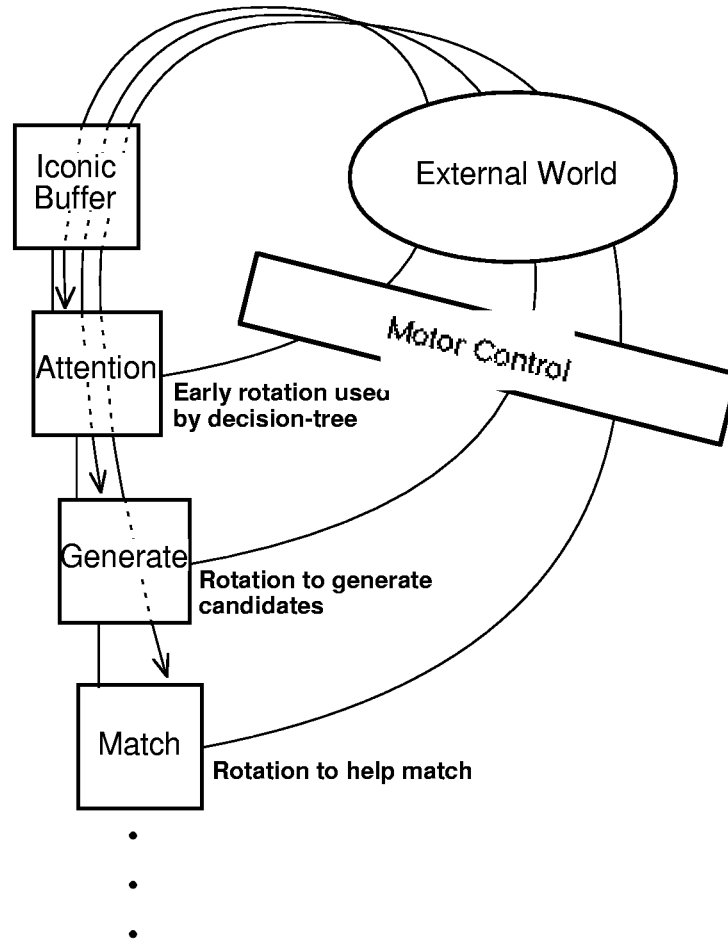 Iconic
Buffer
External World
Motor Control
Attention
Early rotation used
by decision-tree
Generate
Rotation to generate
candidates
Match
Rotation to help match